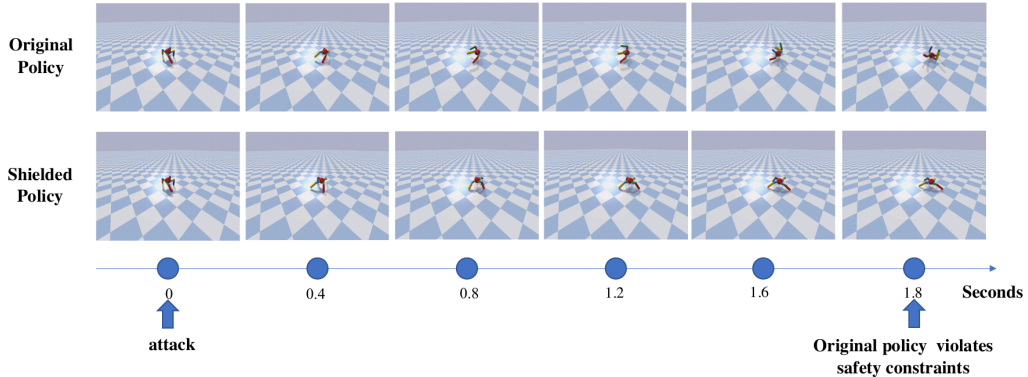 Original
Policy
Shielded
Policy
0
0.4
0.8
1.2
1.6
1.8
Seconds
attack
Original policy violates
safety constraints